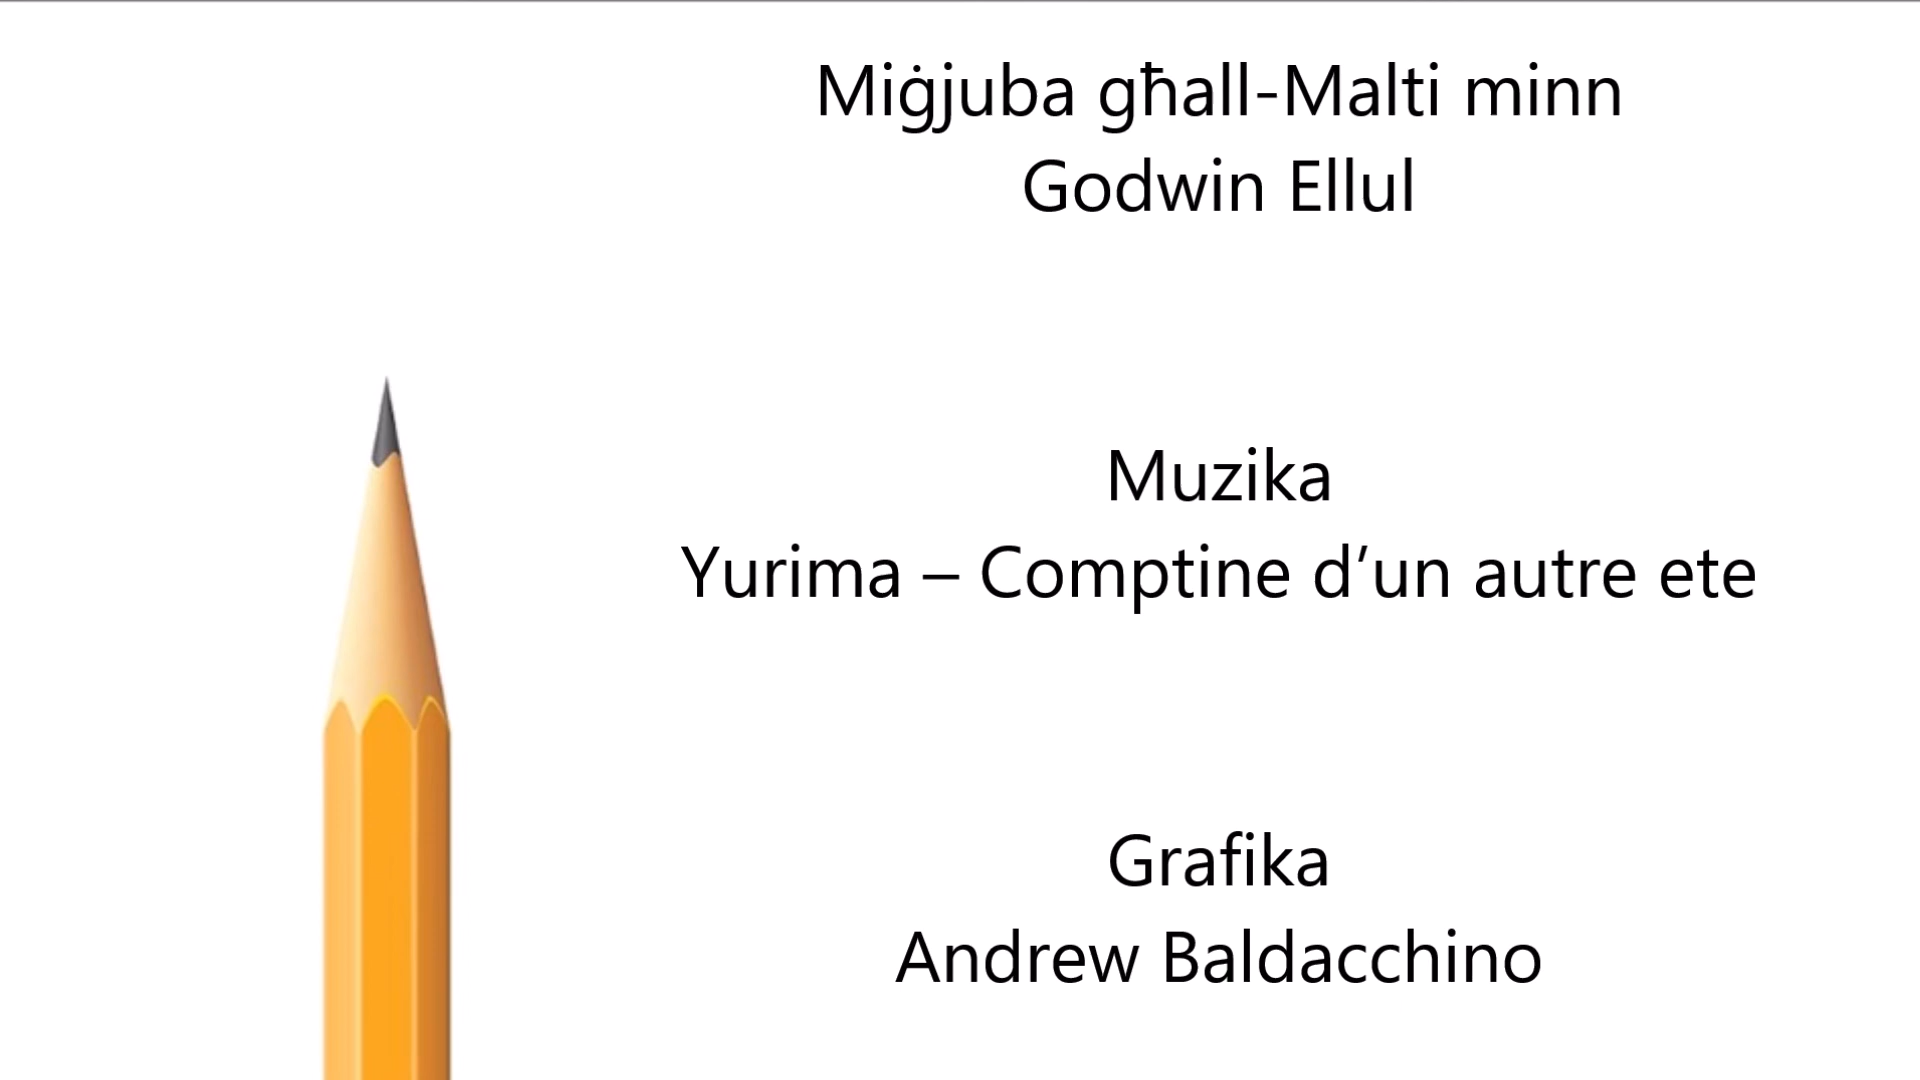 Miġjuba għall-Malti minn
Godwin Ellul
Muzika
Yurima – Comptine d’un autre ete
Grafika
Andrew Baldacchino